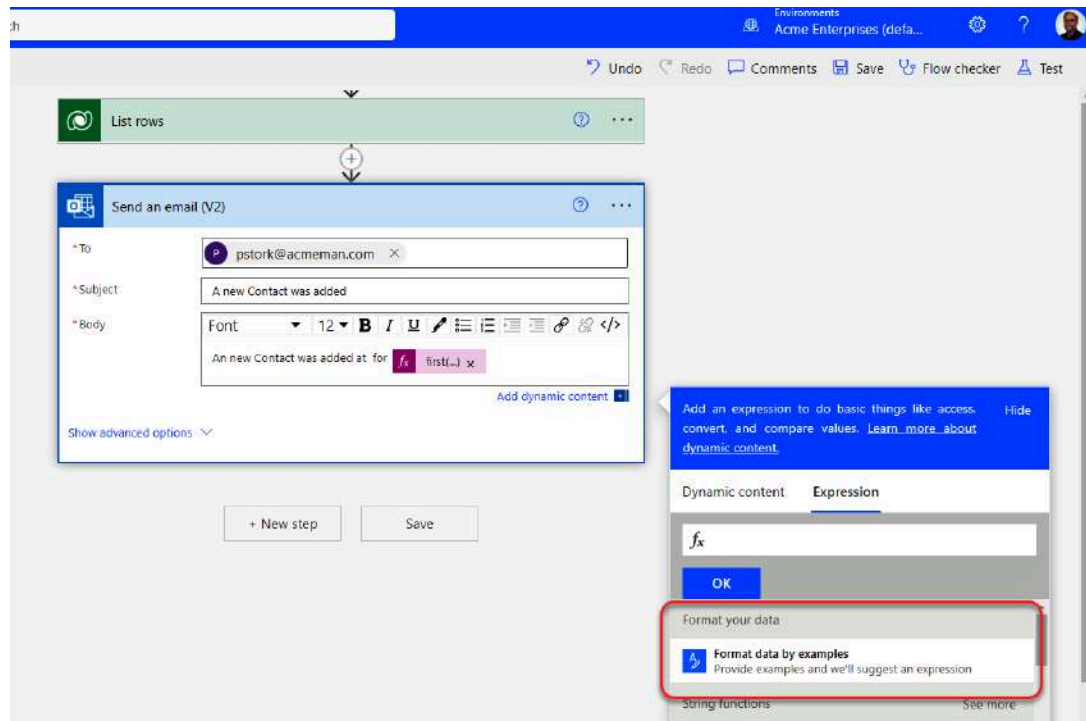 ch
Environments
Acme Enterprises (defa...
?
Undo Redo Comments Save Flow checker Test
List rows ? ...
+
Send an email (V2) ? ...
*To P pstork@acmeman.com ×
*Subject A new Contact was added
*Body Font 12 B I U </>
An new Contact was added at for fx first(...) ×
Add dynamic content +
Show advanced options
Add an expression to do basic things like access, Hide
convert, and compare values. Learn more about
dynamic content.
Dynamic content Expression
+ New step Save
fx
OK
Format your data
Format data by examples
Provide examples and we'll suggest an expression
String functions See more